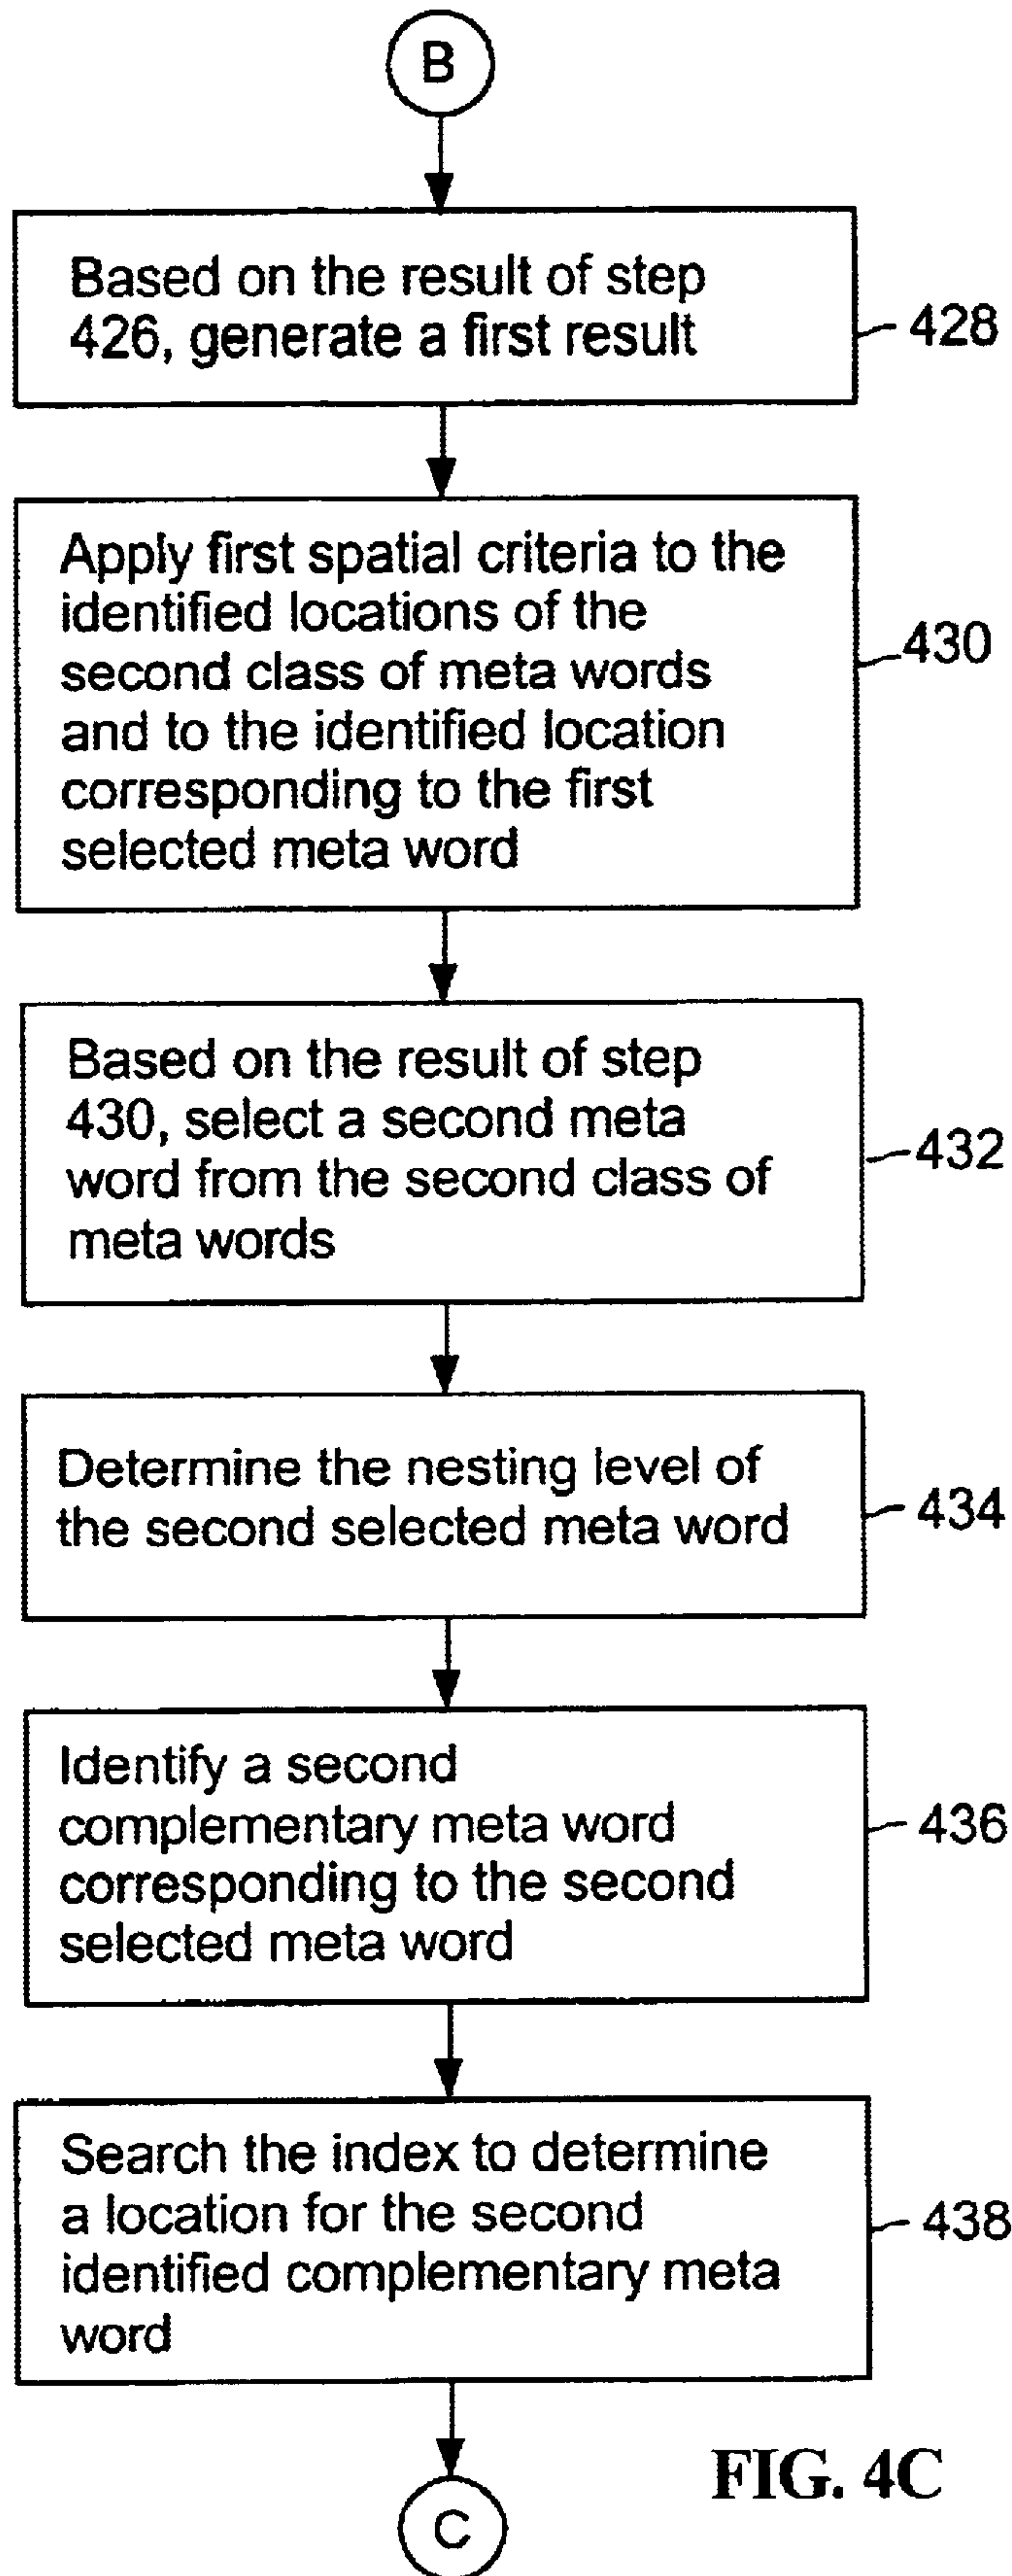 B
Based on the result of step
426, generate a first result
428
Apply first spatial criteria to the
identified locations of the
second class of meta words
and to the identified location
corresponding to the first
selected meta word
430
Based on the result of step
430, select a second meta
word from the second class of
meta words
432
Determine the nesting level of
the second selected meta word
434
Identify a second
complementary meta word
corresponding to the second
selected meta word
436
Search the index to determine
a location for the second
identified complementary meta
word
438
FIG. 4C
C